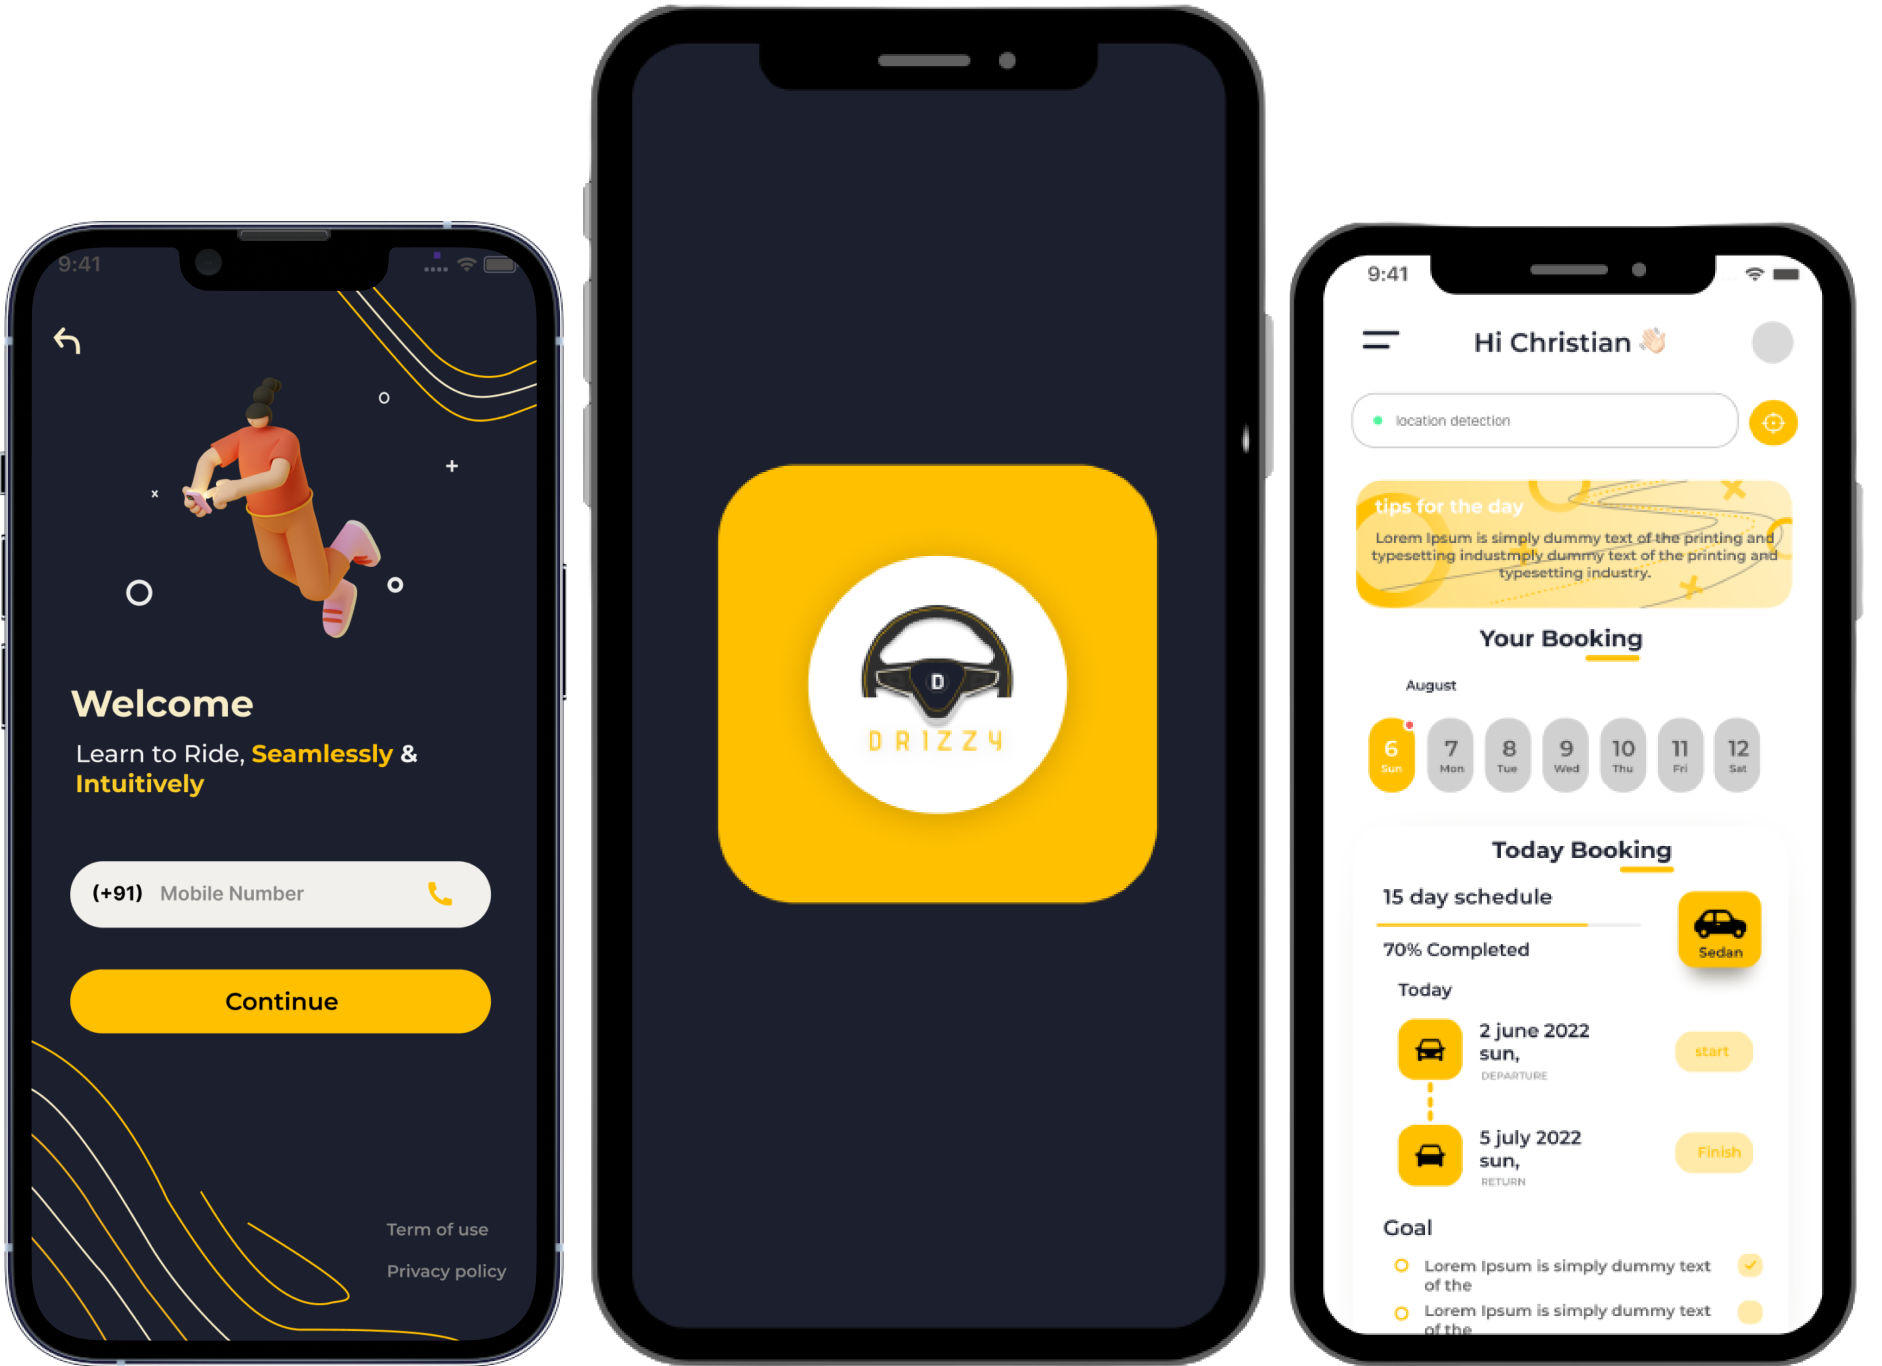 9:41
Welcome
Learn to Ride, Seamlessly &
Intuitively
(+91) Mobile Number
Continue
Term of use
Privacy policy
D
DRIZZY
9:41
Hi Christian 👋🏻
location detection
tips for the day
Lorem Ipsum is simply dummy text of the printing and
typesetting industmply dummy text of the printing and
typesetting industry.
Your Booking
August
6 7 8 9 10 11 12
Sun Mon Tue Wed Thu Fri Sat
Today Booking
15 day schedule
70% Completed
Sedan
Today
2 june 2022
sun,
DEPARTURE
start
5 july 2022
sun,
RETURN
Finish
Goal
Lorem Ipsum is simply dummy text
of the
Lorem Ipsum is simply dummy text
of the